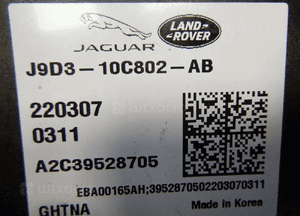 JAGUAR
LAND
ROVER
J9D3-10C802-AB
220307
0311
A2C39528705
EBA00165AH;3952870502203070311
GHTNA
Made in Korea